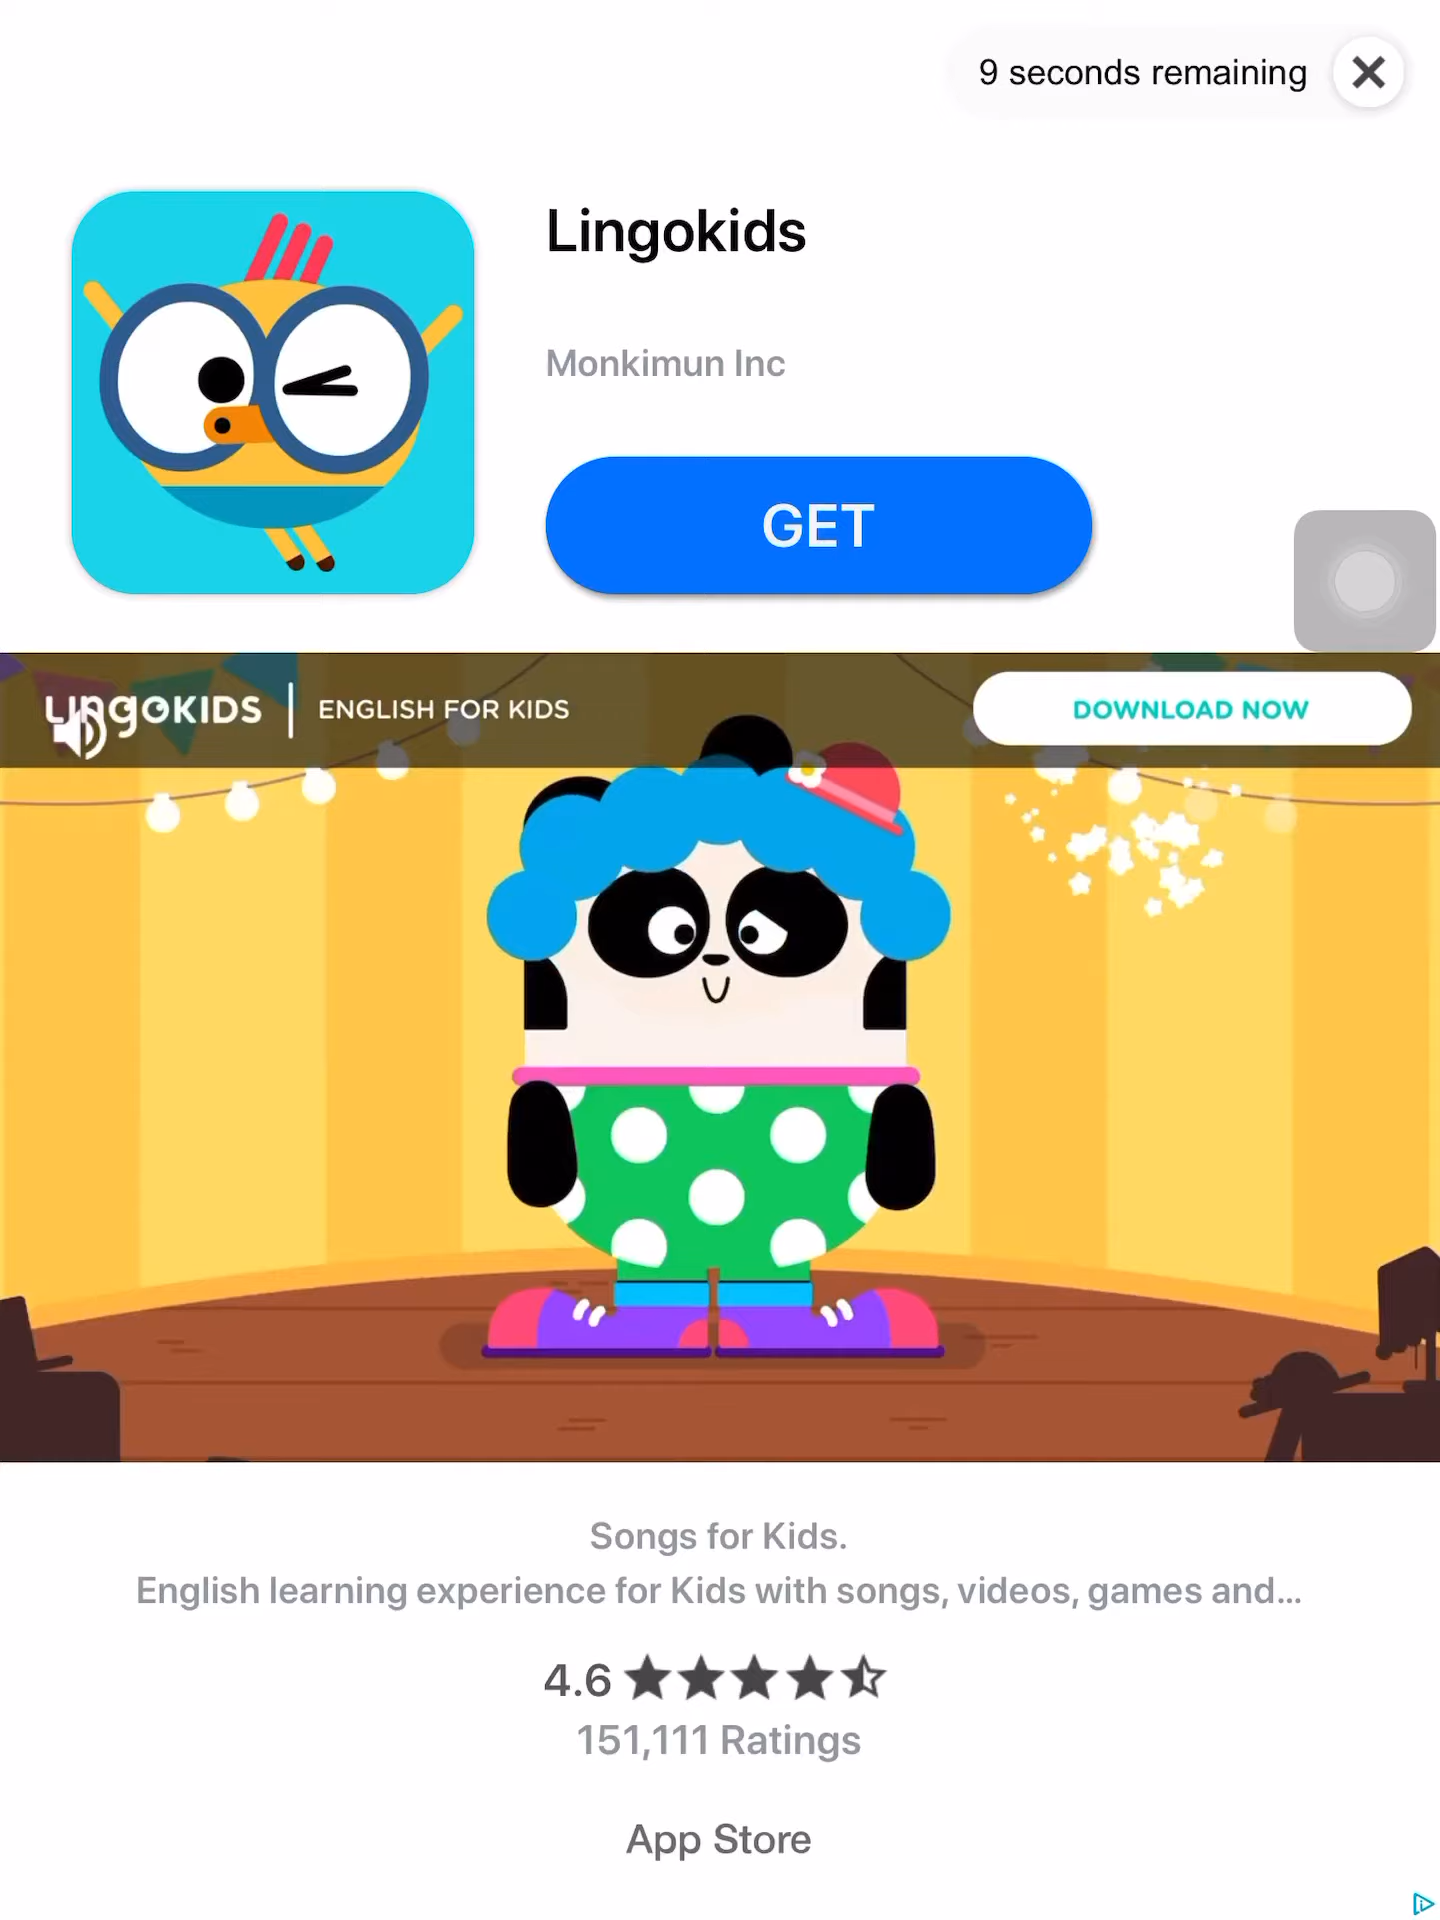 9 seconds remaining
Lingokids
Monkimun Inc
GET
LINGOKIDS | ENGLISH FOR KIDS
DOWNLOAD NOW
Songs for Kids.
English learning experience for Kids with songs, videos, games and...
4.6
151,111 Ratings
App Store